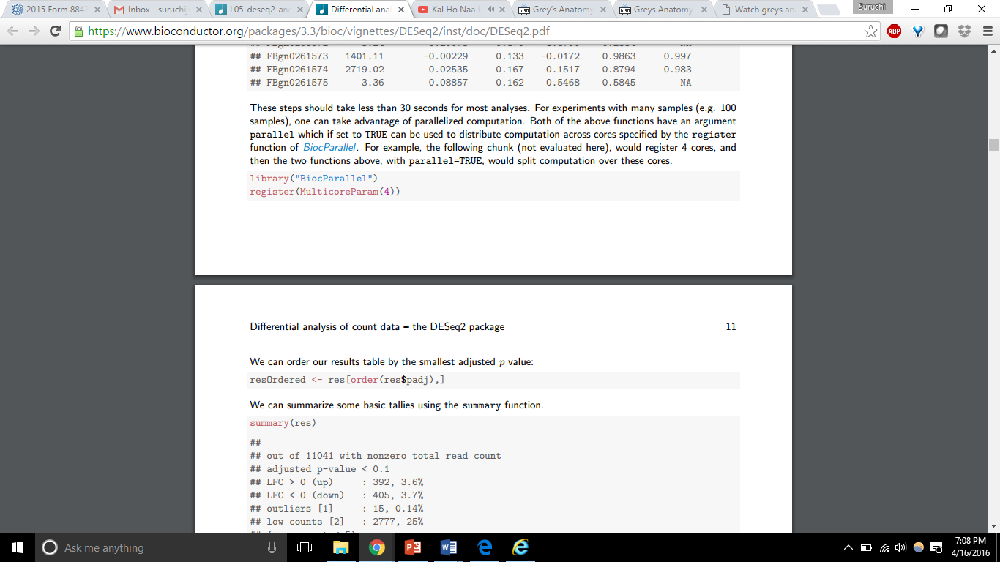 2015 Form 884
Inbox - suruchi
L05-deseq2-an
Differential anal
Kal Ho Naa
Grey's Anatomy
Greys Anatomy
Watch greys an
Suruchi
https://www.bioconductor.org/packages/3.3/bioc/vignettes/DESeq2/inst/doc/DESeq2.pdf
ABP
## FBgn0261573 1401.11 -0.00229 0.133 -0.0172 0.9863 0.997
## FBgn0261574 2719.02 0.02535 0.167 0.1517 0.8794 0.983
## FBgn0261575 3.36 0.08857 0.162 0.5468 0.5845 NA
These steps should take less than 30 seconds for most analyses. For experiments with many samples (e.g. 100
samples), one can take advantage of parallelized computation. Both of the above functions have an argument
parallel which if set to TRUE can be used to distribute computation across cores specified by the register
function of BiocParallel. For example, the following chunk (not evaluated here), would register 4 cores, and
then the two functions above, with parallel=TRUE, would split computation over these cores.
library("BiocParallel")
register(MulticoreParam(4))
Differential analysis of count data – the DESeq2 package 11
We can order our results table by the smallest adjusted p value:
resOrdered <- res[order(res$padj),]
We can summarize some basic tallies using the summary function.
summary(res)
##
## out of 11041 with nonzero total read count
## adjusted p-value < 0.1
## LFC > 0 (up) : 392, 3.6%
## LFC < 0 (down) : 405, 3.7%
## outliers [1] : 15, 0.14%
## low counts [2] : 2777, 25%
Ask me anything
7:08 PM
4/16/2016